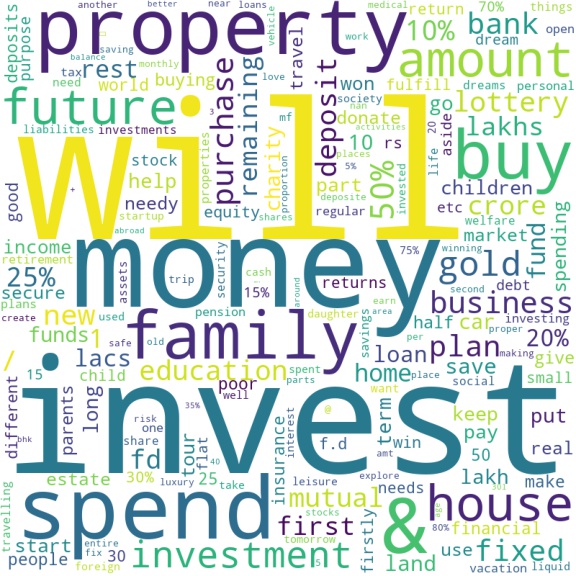 another better near loans medical work things
deposits purpose saving balance monthly vehicle
property
travel return 70% open
bank 10% dream
rest tax need world buying love
amount
purchase remaining deposit
won society nan fulfill dreams personal
future
donate activities go lottery
liabilities investments
3 mf places life 20 aside
lakhs
Will
properties charity 10 rs 50%
stock help part 5% invested
good + needy equity regular deposite etc children
buy
startup shares proportion
crore welfare market
abroad
money
income retirement security cash 75% winning second debt
25% assets trip 15% returns around
gold fund spending
secure plans pension earn area
business
create safe used old daughter per savings half car investing proper
new
family
funds 1 loan plan 20% making
/ lacs education home save give
15 child poor spent parts place social small
different parents long
invest
risk one well 35% want keep put
bhk share fd tour flat interest @ f.d term win pay 50 real
40 amt
insurance needs lakh make
estate 30% 25 take leisure explore 301 age
spend
mutual first & house
travelling luxury stocks firstly 80% financial
start tomorrow use fixed
people 30 entire fix investment 5 land
foreign vacation liquid